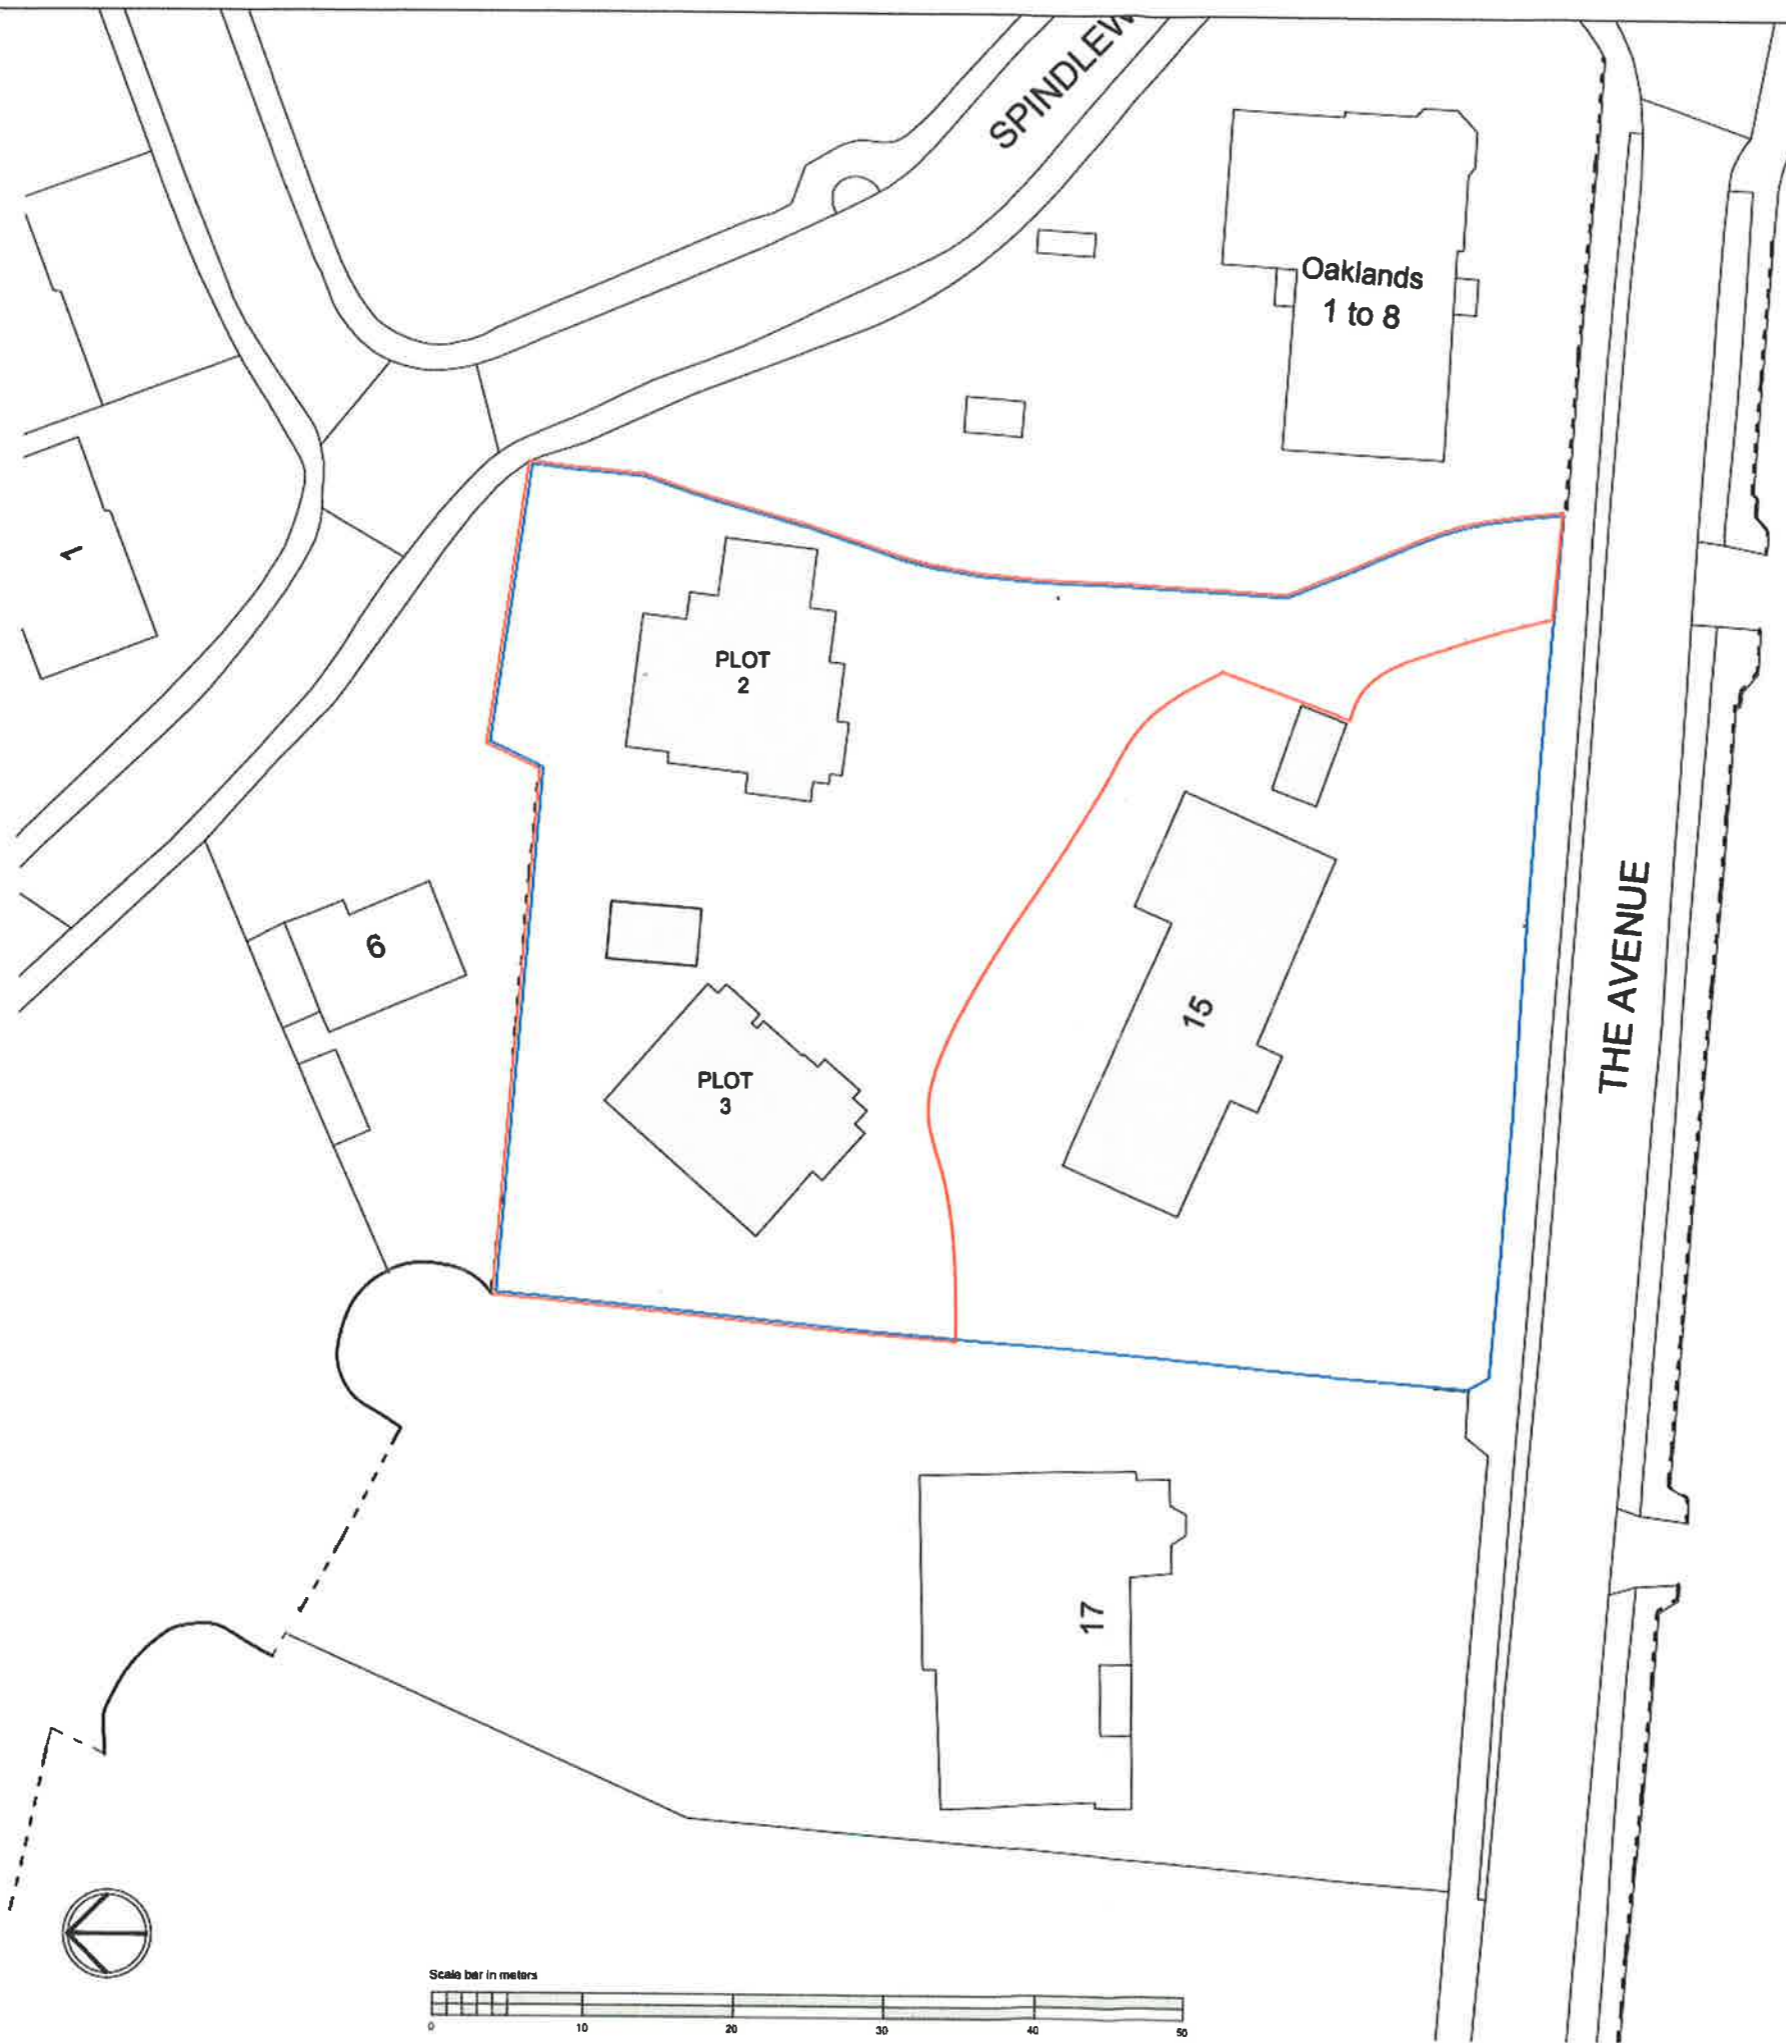 SPINDLEW
Oaklands
1 to 8
1
PLOT
2
6
15
THE AVENUE
PLOT
3
17
Scale bar in meters
0 10 20 30 40 50